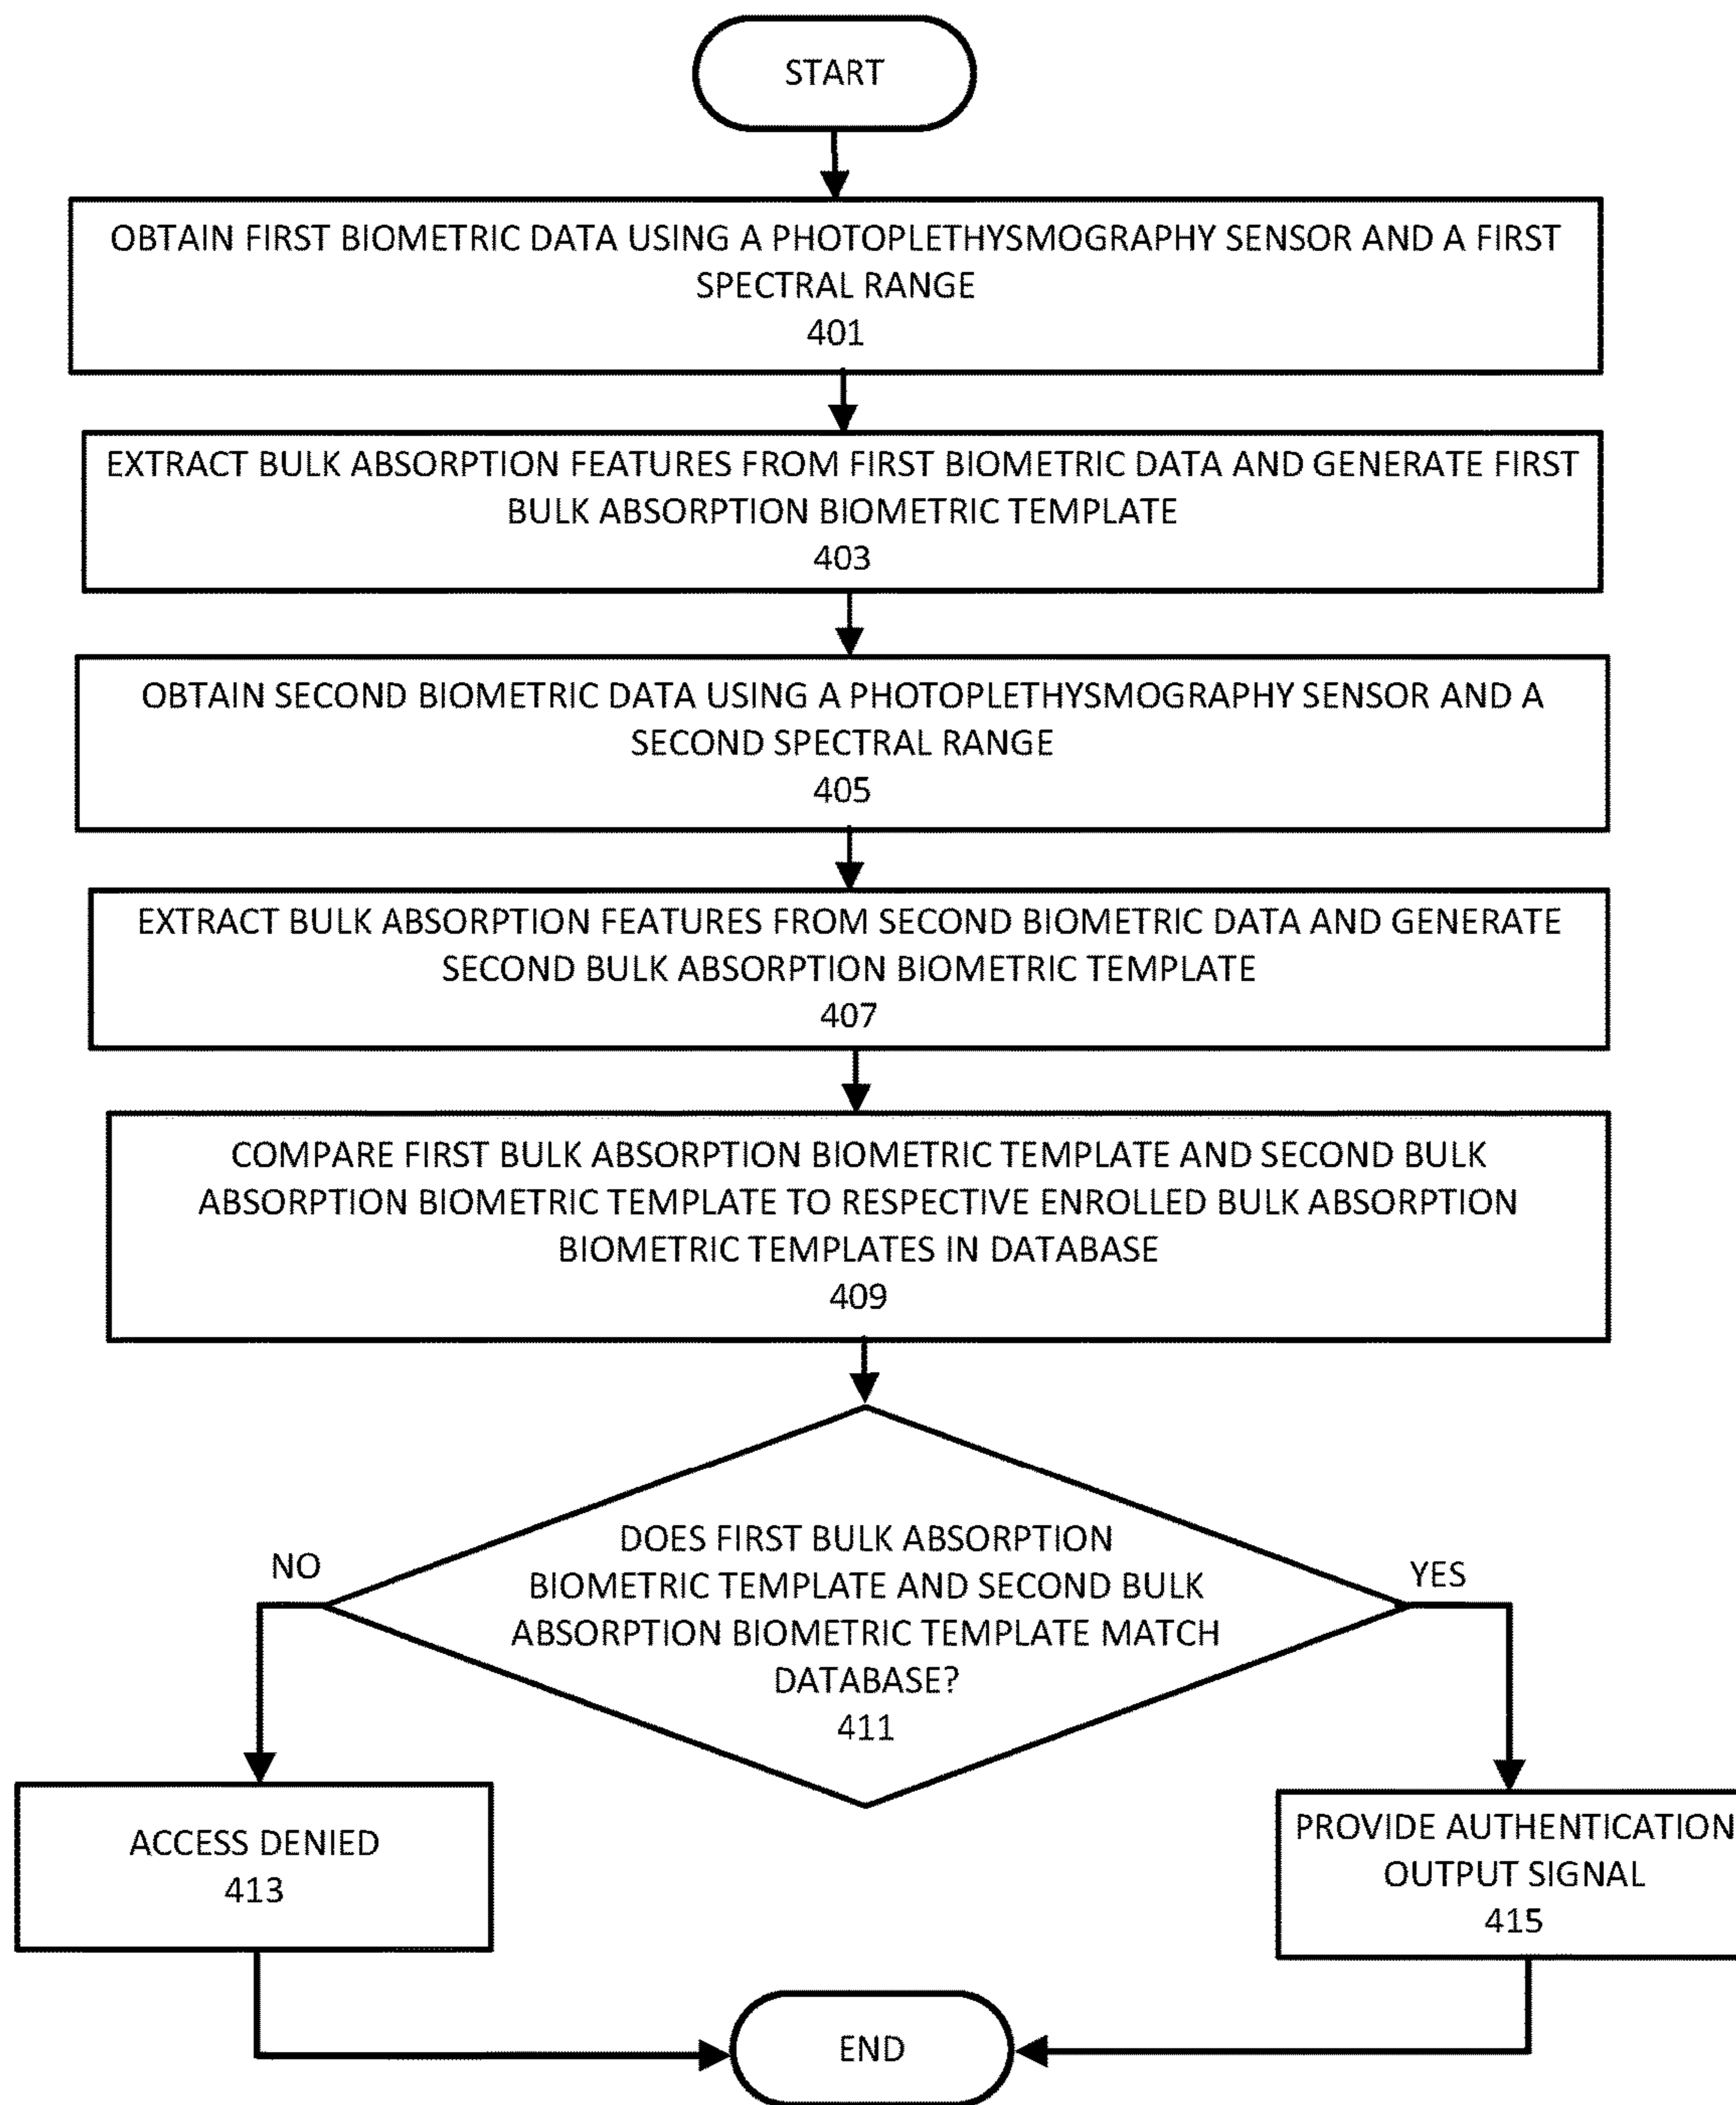 START
OBTAIN FIRST BIOMETRIC DATA USING A PHOTOPLETHYSMOGRAPHY SENSOR AND A FIRST
SPECTRAL RANGE
401
EXTRACT BULK ABSORPTION FEATURES FROM FIRST BIOMETRIC DATA AND GENERATE FIRST
BULK ABSORPTION BIOMETRIC TEMPLATE
403
OBTAIN SECOND BIOMETRIC DATA USING A PHOTOPLETHYSMOGRAPHY SENSOR AND A
SECOND SPECTRAL RANGE
405
EXTRACT BULK ABSORPTION FEATURES FROM SECOND BIOMETRIC DATA AND GENERATE
SECOND BULK ABSORPTION BIOMETRIC TEMPLATE
407
COMPARE FIRST BULK ABSORPTION BIOMETRIC TEMPLATE AND SECOND BULK
ABSORPTION BIOMETRIC TEMPLATE TO RESPECTIVE ENROLLED BULK ABSORPTION
BIOMETRIC TEMPLATES IN DATABASE
409
DOES FIRST BULK ABSORPTION
BIOMETRIC TEMPLATE AND SECOND BULK
ABSORPTION BIOMETRIC TEMPLATE MATCH
DATABASE?
411
NO
YES
ACCESS DENIED
413
PROVIDE AUTHENTICATION
OUTPUT SIGNAL
415
END